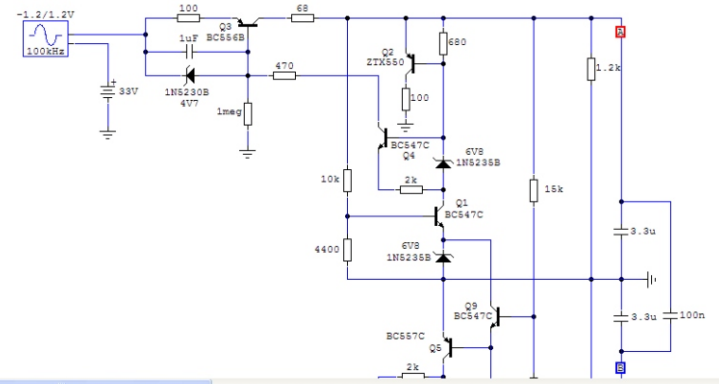 -1.2/1.2V
100kHz
33V
100
Q3
BC556B
1uF
1N5230B
4V7
1meg
470
68
Q2
ZTX550
680
100
BC547C
Q4
6V8
1N5235B
2k
10k
Q1
BC547C
4400
6V8
1N5235B
Q9
BC547C
BC557C
Q5
2k
15k
1.2k
A
3.3u
3.3u
100n
B